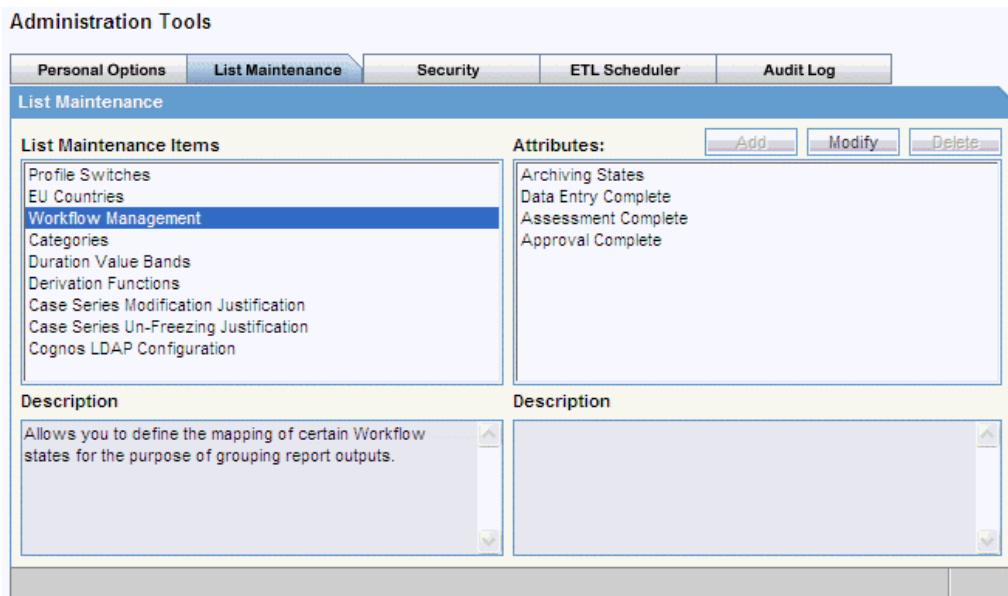 Administration Tools
Personal Options
List Maintenance
Security
ETL Scheduler
Audit Log
List Maintenance
List Maintenance Items
Profile Switches
EU Countries
Workflow Management
Categories
Duration Value Bands
Derivation Functions
Case Series Modification Justification
Case Series Un-Freezing Justification
Cognos LDAP Configuration
Attributes:
Add
Modify
Delete
Archiving States
Data Entry Complete
Assessment Complete
Approval Complete
Description
Allows you to define the mapping of certain Workflow
states for the purpose of grouping report outputs.
Description